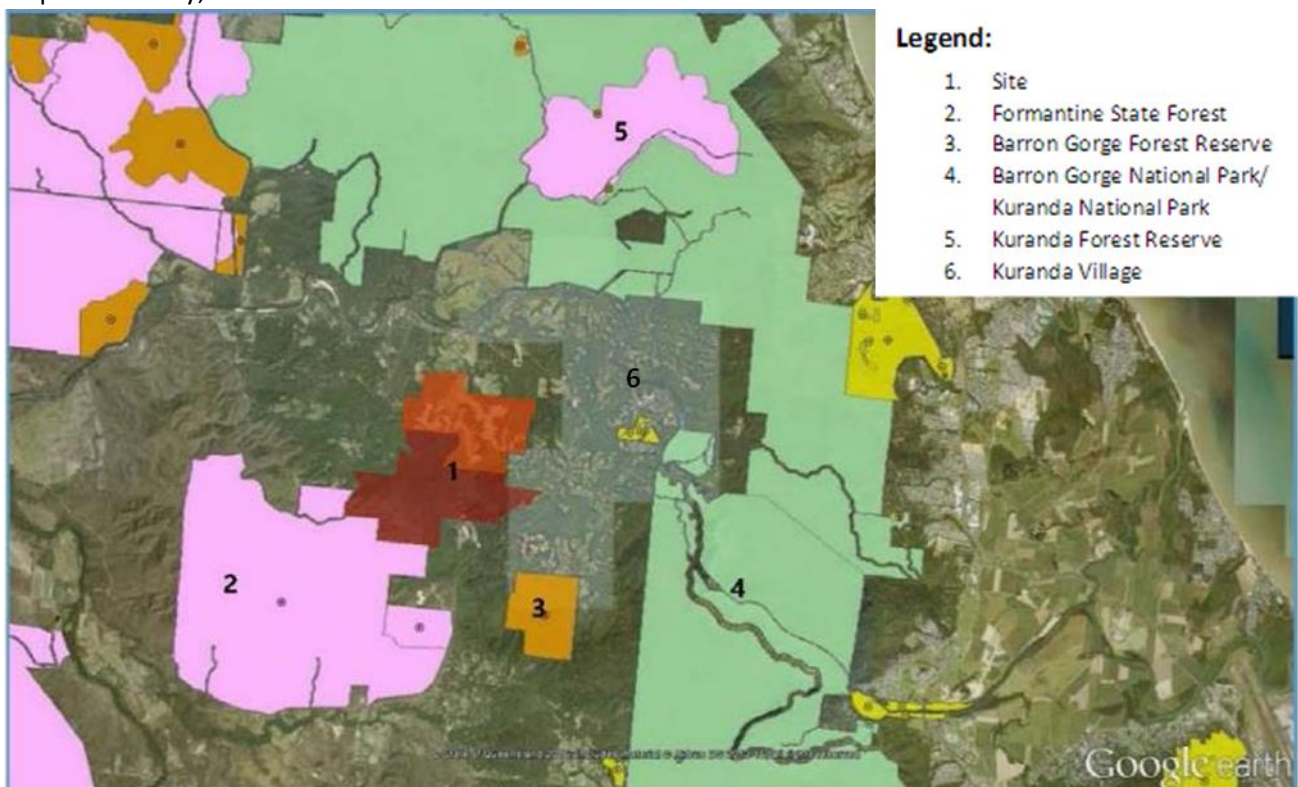 Legend:
1. Site
2. Formantine State Forest
3. Barron Gorge Forest Reserve
4. Barron Gorge National Park/
Kuranda National Park
5. Kuranda Forest Reserve
6. Kuranda Village
5
6
1
2
3
4
Google earth